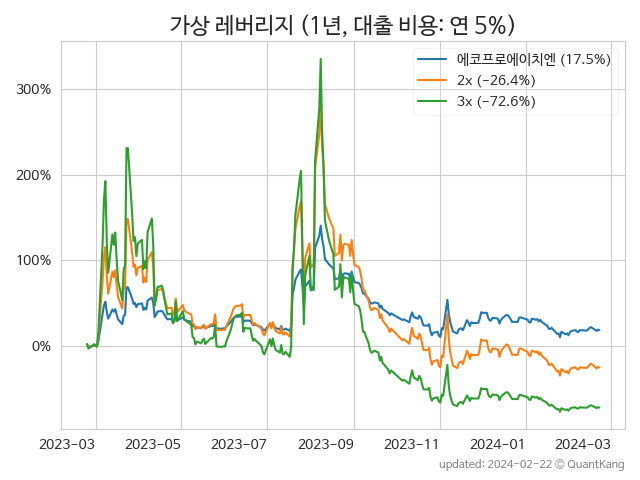 가상 레버리지 (1년, 대출 비용: 연 5%)
에코프로에이치엔 (17.5%)
2x (−26.4%)
3x (−72.6%)
300%
200%
100%
0%
2023-03 2023-05 2023-07 2023-09 2023-11 2024-01 2024-03
updated: 2024-02-22 © QuantKang